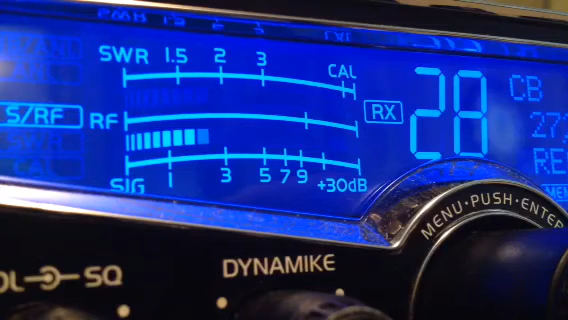 SWR 1.5 2 3 CAL
S/RF RF RX 28 CB
SIG 1 3 5 7 9 +30dB
MENU·PUSH·ENTER
SQ
DYNAMIKE